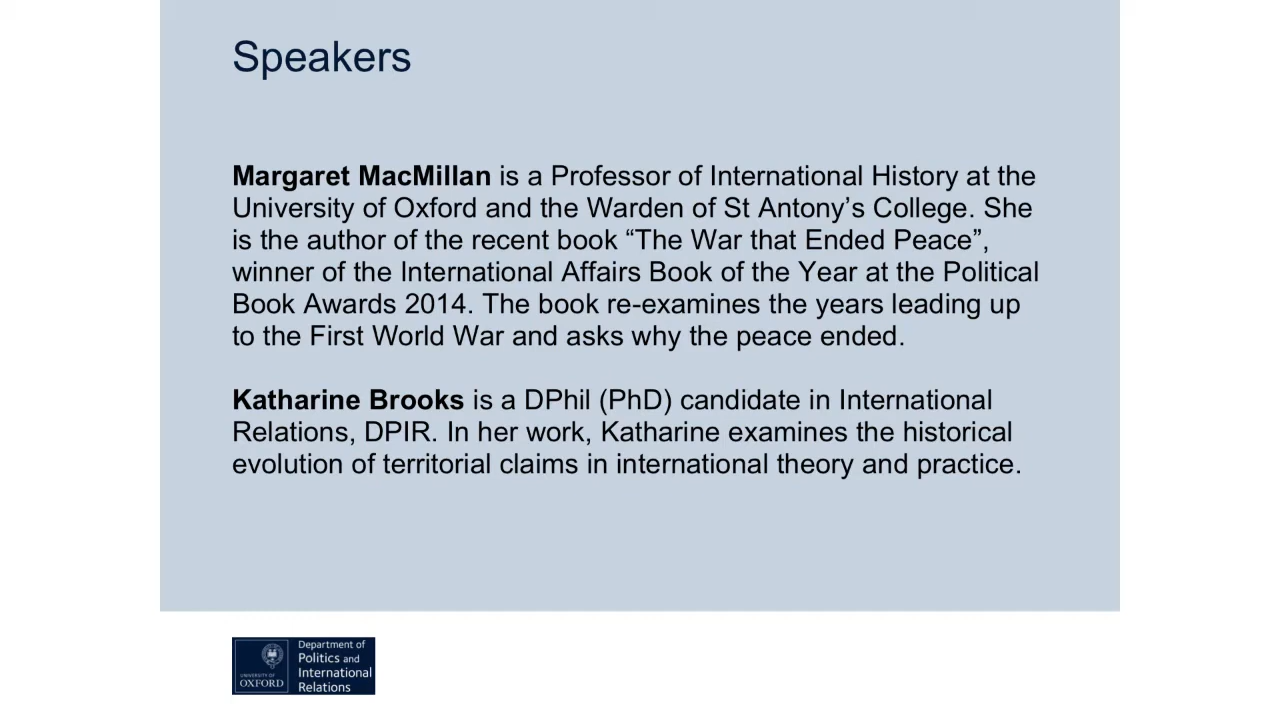 Speakers
Margaret MacMillan is a Professor of International History at the
University of Oxford and the Warden of St Antony’s College. She
is the author of the recent book “The War that Ended Peace”,
winner of the International Affairs Book of the Year at the Political
Book Awards 2014. The book re-examines the years leading up
to the First World War and asks why the peace ended.
Katharine Brooks is a DPhil (PhD) candidate in International
Relations, DPIR. In her work, Katharine examines the historical
evolution of territorial claims in international theory and practice.
UNIVERSITY OF
OXFORD
Department of
Politics and
International
Relations